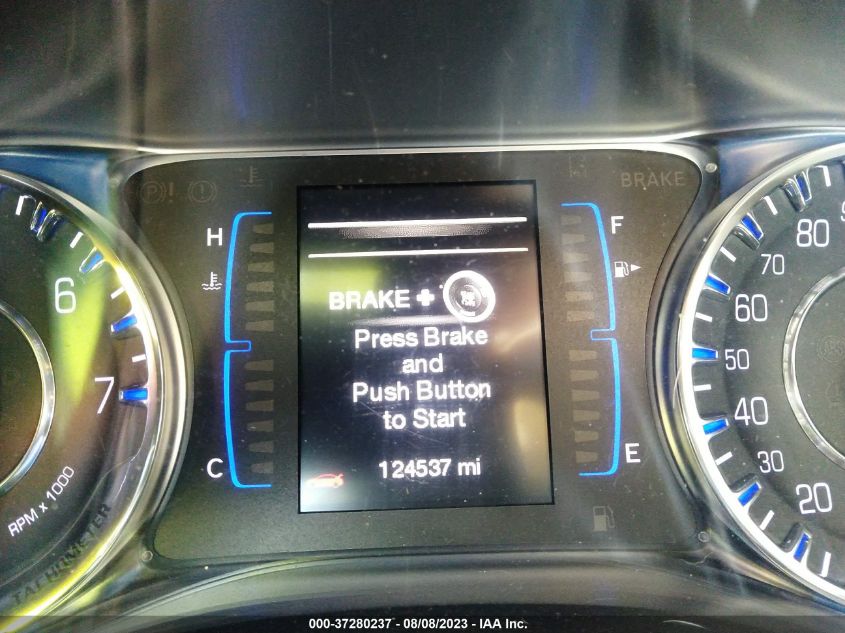 BRAKE
H
F
BRAKE +
Press Brake
and
Push Button
to Start
C
E
124537 mi
6
7
RPM x 1000
TACHOMETER
80
70
60
50
40
30
20
000-37280237 - 08/08/2023 - IAA Inc.